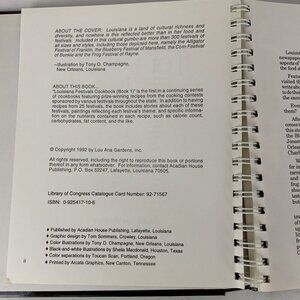 ABOUT THE COVER: Louisiana is a land of cultural richness and
diversity, and nowhere is this reflected better than in her food and
festivals. Included in this cultural gumbo are more than 300 festivals of
all sizes and styles, including those depicted here, namely the Alligator
Festival of Franklin, the Blueberry Festival of Mansfield, the Corn Festival
of Bunkie and the Frog Festival of Rayne.
–Illustration by Tony O. Champagne,
New Orleans, Louisiana
ABOUT THIS BOOK...
"Louisiana Festivals Cookbook (Book 1)" is the first in a continuing series
of cookbooks featuring prize-winning recipes from the cooking contests
sponsored by various festivals throughout the state. In addition to having
recipes from 25 festivals, the book includes stories about each of these
festivals, paintings reflecting each festival's theme, and specific information
on the nutrients contained in each recipe, such as calorie count,
carbohydrates, fat content, and the like.
© Copyright 1992 by Lou Ana Gardens, Inc.
All rights reserved, including the right to reproduce this book or portions
thereof in any form whatsoever. For information, contact Acadian House
Publishing, P.O. Box 52247, Lafayette, Louisiana 70505.
Library of Congress Catalogue Card Number: 92-71567
ISBN: 0-925417-10-6
♦ Published by Acadian House Publishing, Lafayette, Louisiana
♦ Graphic design by Tom Sommers, Crowley, Louisiana
♦ Color illustrations by Tony O. Champagne, New Orleans, Louisiana
♦ Black-and-white illustrations by Sheila Macdonald, Houston, Texas
♦ Color separations by Toucan Scan, Portland, Oregon
♦ Printed by Arcata Graphics, New Canton, Tennessee
ii